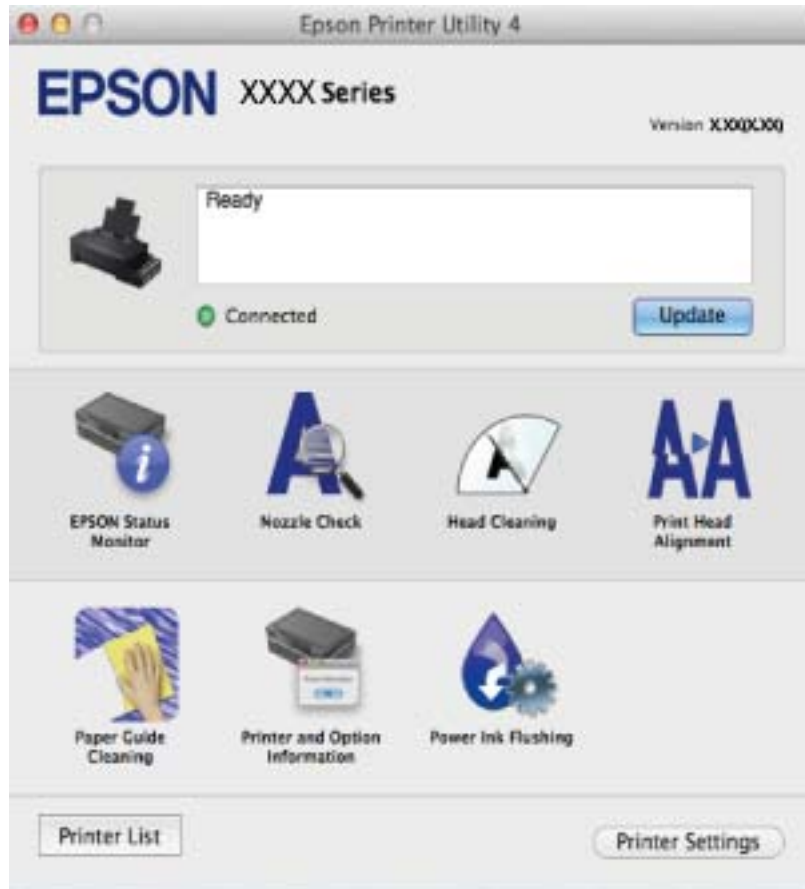 Epson Printer Utility 4
EPSON XXXX Series
Version X.XX(X.XX)
Ready
Connected
Update
EPSON Status
Monitor
Nozzle Check
Head Cleaning
Print Head
Alignment
Paper Guide
Cleaning
Printer and Option
Information
Power Ink Flushing
Printer List
Printer Settings